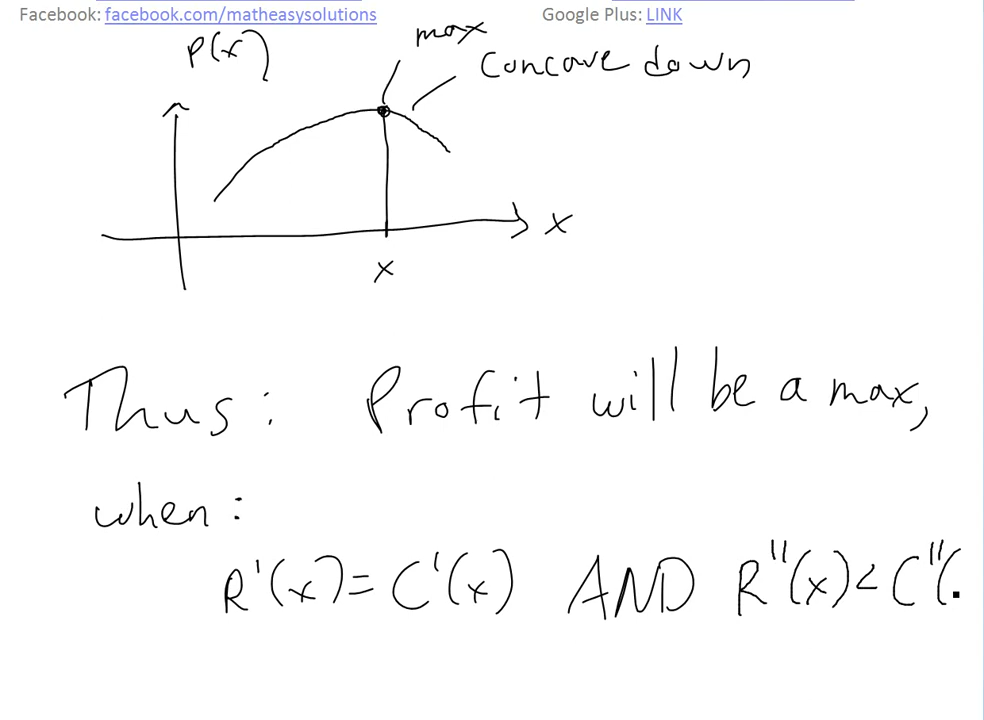 Facebook: facebook.com/matheasysolutions Google Plus: LINK
max
P(x)
Concave down
x
x
Thus: Profit will be a max,
when:
R'(x) = C'(x) AND R''(x) < C''(